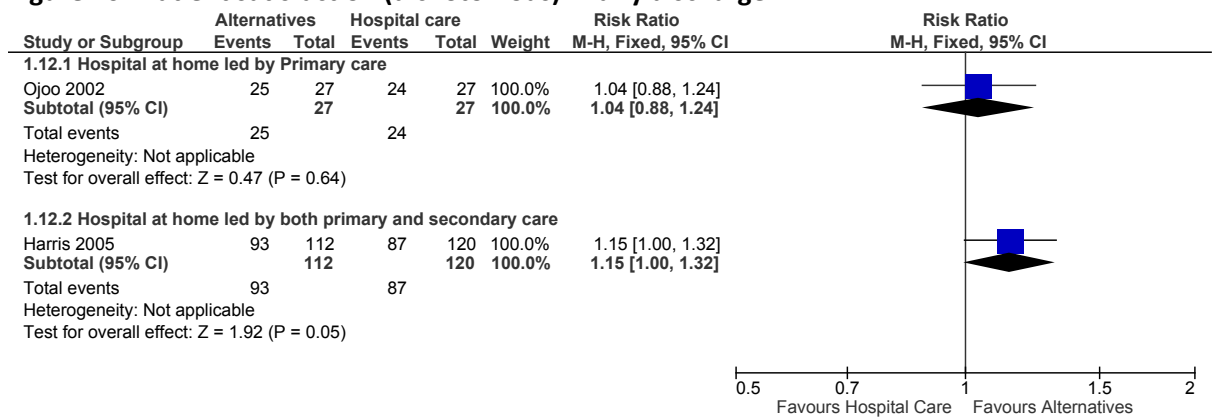 Alternatives Hospital care Risk Ratio Risk Ratio
Study or Subgroup Events Total Events Total Weight M-H, Fixed, 95% CI M-H, Fixed, 95% CI
1.12.1 Hospital at home led by Primary care
Ojoo 2002 25 27 24 27 100.0% 1.04 [0.88, 1.24]
Subtotal (95% CI) 27 27 100.0% 1.04 [0.88, 1.24]
Total events 25 24
Heterogeneity: Not applicable
Test for overall effect: Z = 0.47 (P = 0.64)
1.12.2 Hospital at home led by both primary and secondary care
Harris 2005 93 112 87 120 100.0% 1.15 [1.00, 1.32]
Subtotal (95% CI) 112 120 100.0% 1.15 [1.00, 1.32]
Total events 93 87
Heterogeneity: Not applicable
Test for overall effect: Z = 1.92 (P = 0.05)
0.5 0.7 1 1.5 2
Favours Hospital Care Favours Alternatives